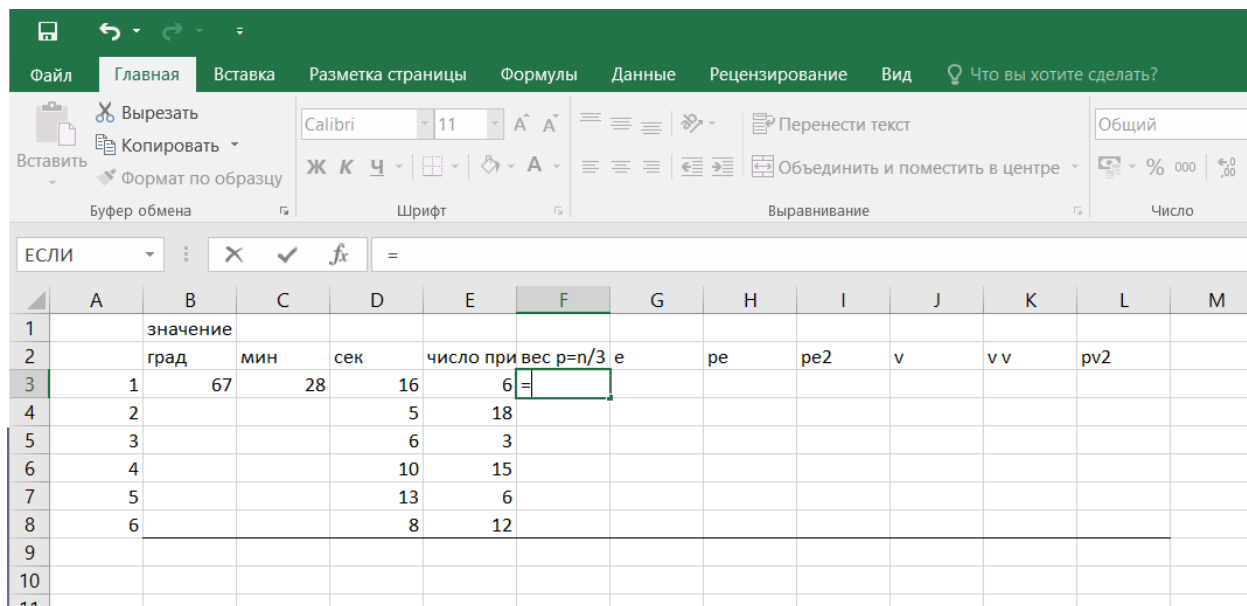 Файл Главная Вставка Разметка страницы Формулы Данные Рецензирование Вид Что вы хотите сделать?
Вставить
Вырезать
Копировать
Формат по образцу
Буфер обмена
Calibri 11
Ж К Ч
Шрифт
Перенести текст
Объединить и поместить в центре
Выравнивание
Общий
% 000
Число
ЕСЛИ fx =
A B C D E F G H I J K L M
1 значение
2 град мин сек число при вес p=n/3 e pe pe2 v v v pv2
3 1 67 28 16 6 =
4 2 5 18
5 3 6 3
6 4 10 15
7 5 13 6
8 6 8 12
9
10